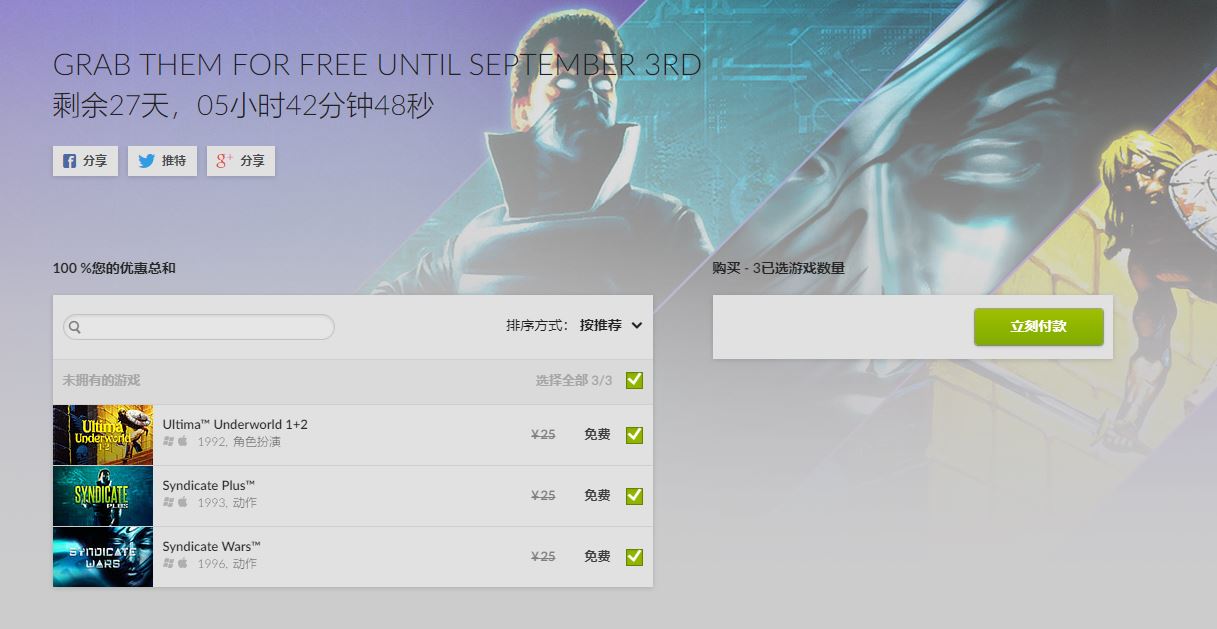 GRAB THEM FOR FREE UNTIL SEPTEMBER 3RD
剩余27天，05小时42分钟48秒
分享 推特 g+ 分享
100 %您的优惠总和
购买 - 3已选游戏数量
排序方式： 按推荐
立刻付款
未拥有的游戏 选择全部 3/3
Ultima Underworld 1+2
Ultima™ Underworld 1+2
1992, 角色扮演
¥25 免费
SYNDICATE PLUS
Syndicate Plus™
1993, 动作
¥25 免费
SYNDICATE WARS
Syndicate Wars™
1996, 动作
¥25 免费